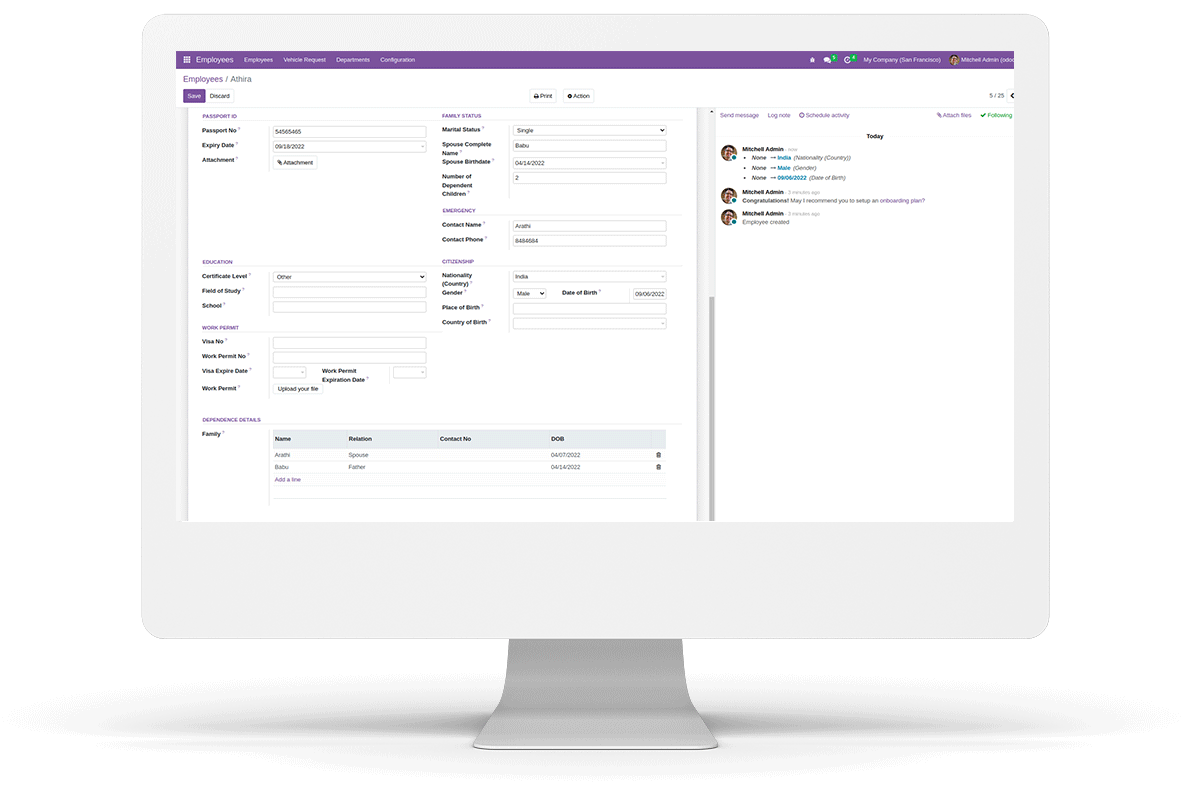 Employees Employees Vehicle Request Departments Configuration 5 6 My Company (San Francisco) Mitchell Admin (odoo
Employees / Athira
Save Discard Print Action 5 / 25
Send message Log note Schedule activity Attach files Following
PASSPORT ID
Passport No ? 54565465
Expiry Date ? 09/18/2022
Attachment ? Attachment
FAMILY STATUS
Marital Status ? Single
Spouse Complete Name ? Babu
Spouse Birthdate ? 04/14/2022
Number of
Dependent
Children ? 2
EMERGENCY
Contact Name ? Arathi
Contact Phone ? 8484684
EDUCATION
Certificate Level ? Other
Field of Study ?
School ?
CITIZENSHIP
Nationality
(Country) ? India
Gender ? Male Date of Birth ? 09/06/2022
Place of Birth ?
Country of Birth ?
WORK PERMIT
Visa No ?
Work Permit No ?
Visa Expire Date ? Work Permit
Expiration Date ?
Work Permit ? Upload your file
DEPENDENCE DETAILS
Family ?
Name Relation Contact No DOB
Arathi Spouse 04/07/2022
Babu Father 04/14/2022
Add a line
Today
Mitchell Admin - now
• None → India (Nationality (Country))
• None → Male (Gender)
• None → 09/06/2022 (Date of Birth)
Mitchell Admin - 3 minutes ago
Congratulations! May I recommend you to setup an onboarding plan?
Mitchell Admin - 3 minutes ago
Employee created